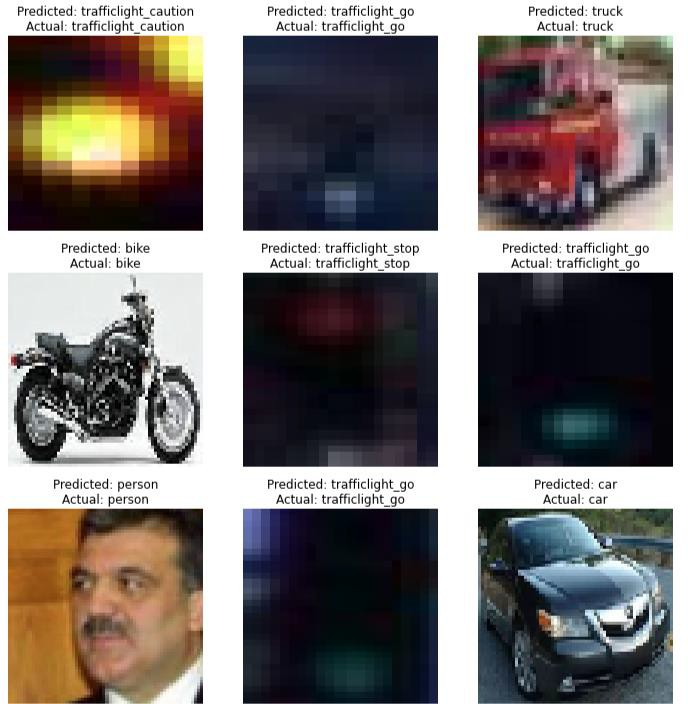 Predicted: trafficlight_caution
Actual: trafficlight_caution
Predicted: trafficlight_go
Actual: trafficlight_go
Predicted: truck
Actual: truck
Predicted: bike
Actual: bike
Predicted: trafficlight_stop
Actual: trafficlight_stop
Predicted: trafficlight_go
Actual: trafficlight_go
Predicted: person
Actual: person
Predicted: trafficlight_go
Actual: trafficlight_go
Predicted: car
Actual: car